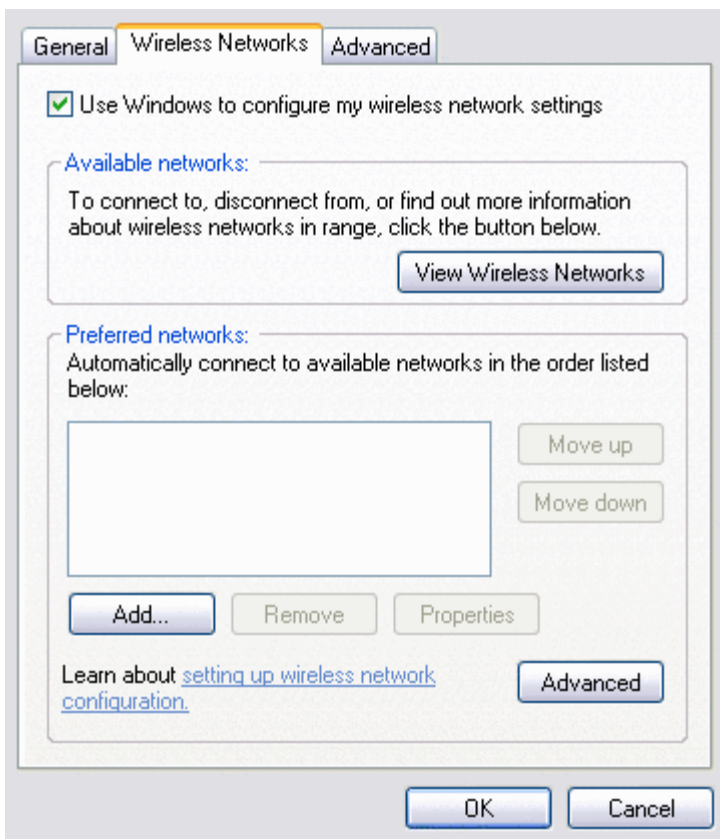 General Wireless Networks Advanced
Use Windows to configure my wireless network settings
Available networks:
To connect to, disconnect from, or find out more information
about wireless networks in range, click the button below.
View Wireless Networks
Preferred networks:
Automatically connect to available networks in the order listed
below:
Move up
Move down
Add... Remove Properties
Learn about setting up wireless network
configuration.
Advanced
OK Cancel